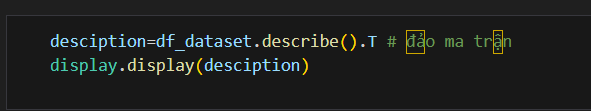 desciption=df_dataset.describe().T # đảo ma trận
display.display(desciption)